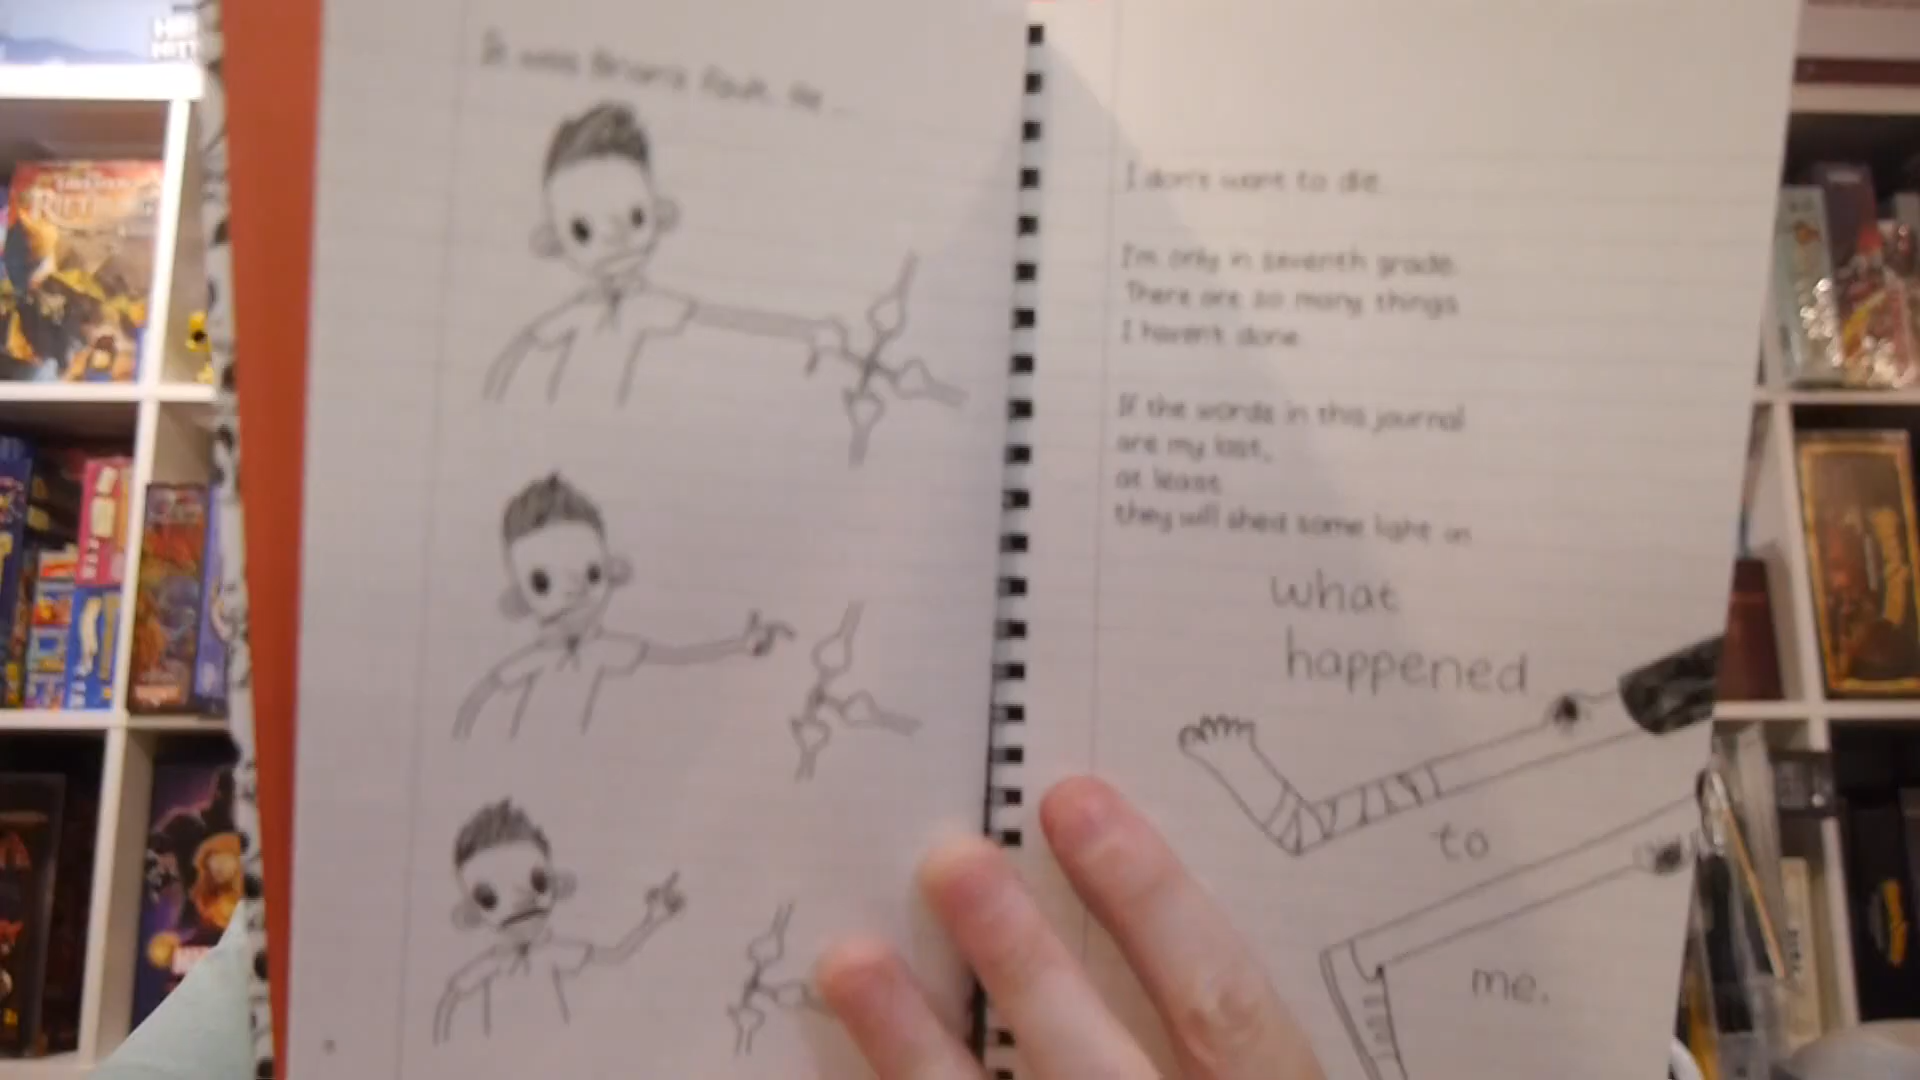 It was Brian's fault. He...
I don't want to die.
I'm only in seventh grade.
There are so many things
I haven't done.
If the words in this journal
are my last,
at least
they will shed some light on
what
happened
to
me.